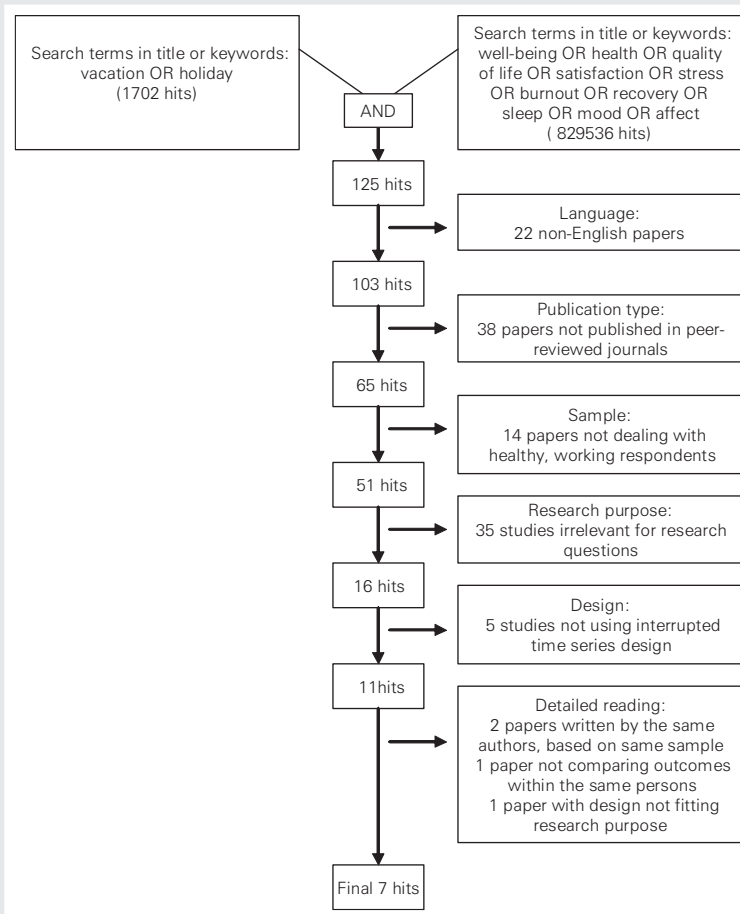 Search terms in title or keywords:
vacation OR holiday
(1702 hits)
Search terms in title or keywords:
well-being OR health OR quality
of life OR satisfaction OR stress
OR burnout OR recovery OR
sleep OR mood OR affect
( 829536 hits)
AND
125 hits
Language:
22 non-English papers
103 hits
Publication type:
38 papers not published in peer-
reviewed journals
65 hits
Sample:
14 papers not dealing with
healthy, working respondents
51 hits
Research purpose:
35 studies irrelevant for research
questions
16 hits
Design:
5 studies not using interrupted
time series design
11hits
Detailed reading:
2 papers written by the same
authors, based on same sample
1 paper not comparing outcomes
within the same persons
1 paper with design not fitting
research purpose
Final 7 hits